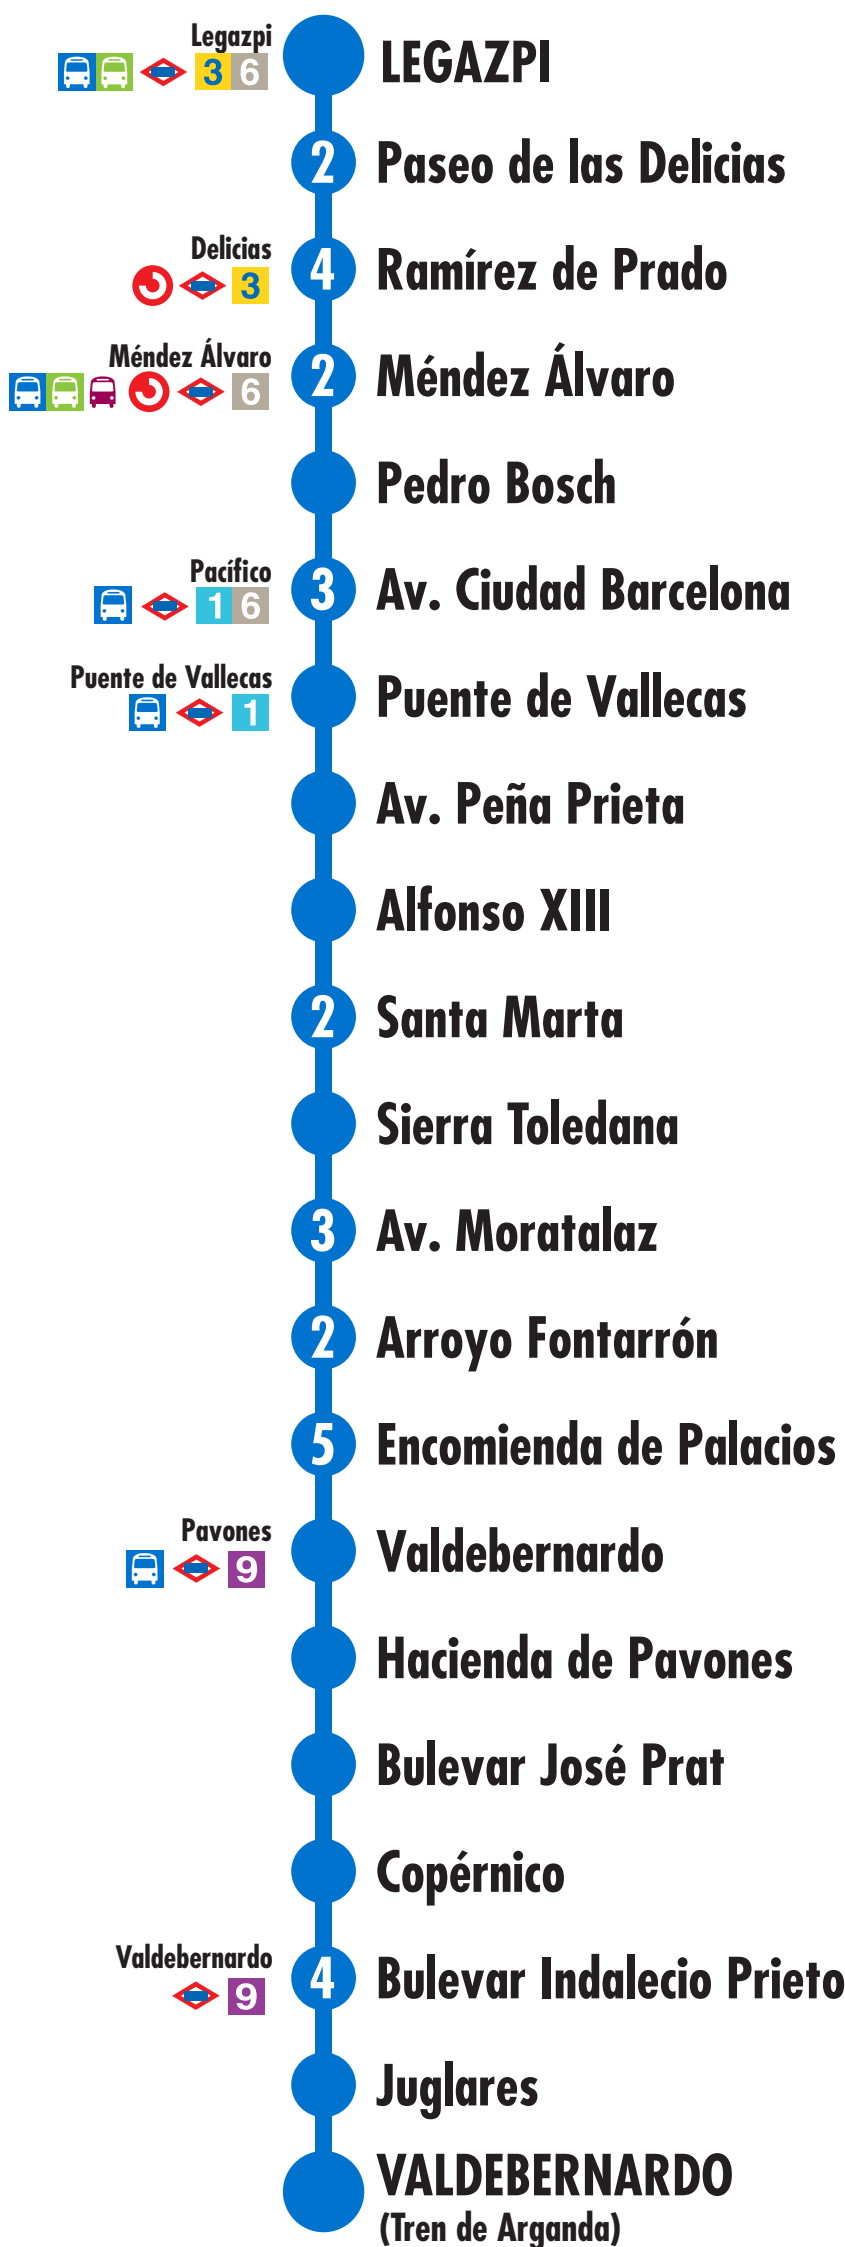 Legazpi
3 6
LEGAZPI
2 Paseo de las Delicias
Delicias
3
4 Ramírez de Prado
Méndez Álvaro
6
2 Méndez Álvaro
Pedro Bosch
Pacífico
1 6
3 Av. Ciudad Barcelona
Puente de Vallecas
1
Puente de Vallecas
Av. Peña Prieta
Alfonso XIII
2 Santa Marta
Sierra Toledana
3 Av. Moratalaz
2 Arroyo Fontarrón
5 Encomienda de Palacios
Pavones
9
Valdebernardo
Hacienda de Pavones
Bulevar José Prat
Copérnico
Valdebernardo
9
4 Bulevar Indalecio Prieto
Juglares
VALDEBERNARDO
(Tren de Arganda)